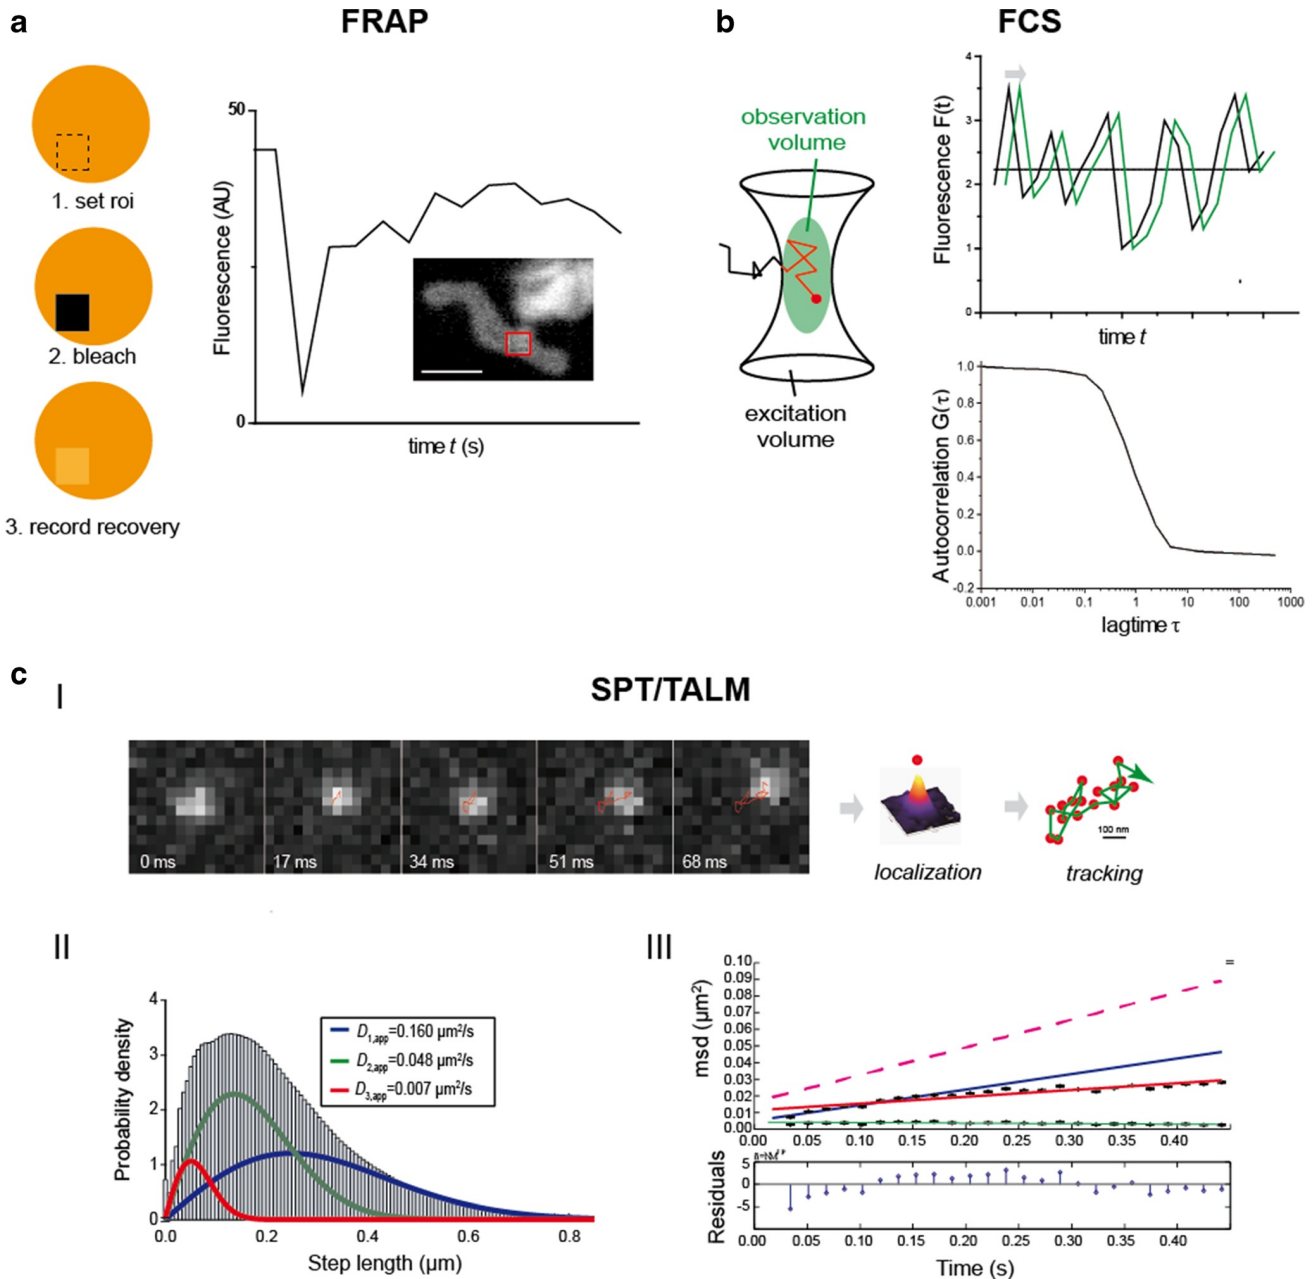 a
FRAP
1. set roi
2. bleach
3. record recovery
50
0
Fluorescence (AU)
time t (s)
b
FCS
observation
volume
excitation
volume
4
3
2
1
0
Fluorescence F(t)
time t
1.0
0.8
0.6
0.4
0.2
0.0
-0.2
Autocorrelation G(τ)
0.001 0.01 0.1 1 10 100 1000
lagtime τ
c
I
SPT/TALM
0 ms
17 ms
34 ms
51 ms
68 ms
localization
100 nm
tracking
II
4
3
2
1
0
Probability density
D1,app=0.160 µm²/s
D2,app=0.048 µm²/s
D3,app=0.007 µm²/s
0.0 0.2 0.4 0.6 0.8
Step length (µm)
III
0.10
0.09
0.08
0.06
0.05
0.04
0.03
0.02
0.01
0.00
msd (µm²)
=
0.00 0.05 0.10 0.15 0.20 0.25 0.30 0.35 0.40
5
0
-5
Residuals
0.00 0.05 0.10 0.15 0.20 0.25 0.30 0.35 0.40
Time (s)